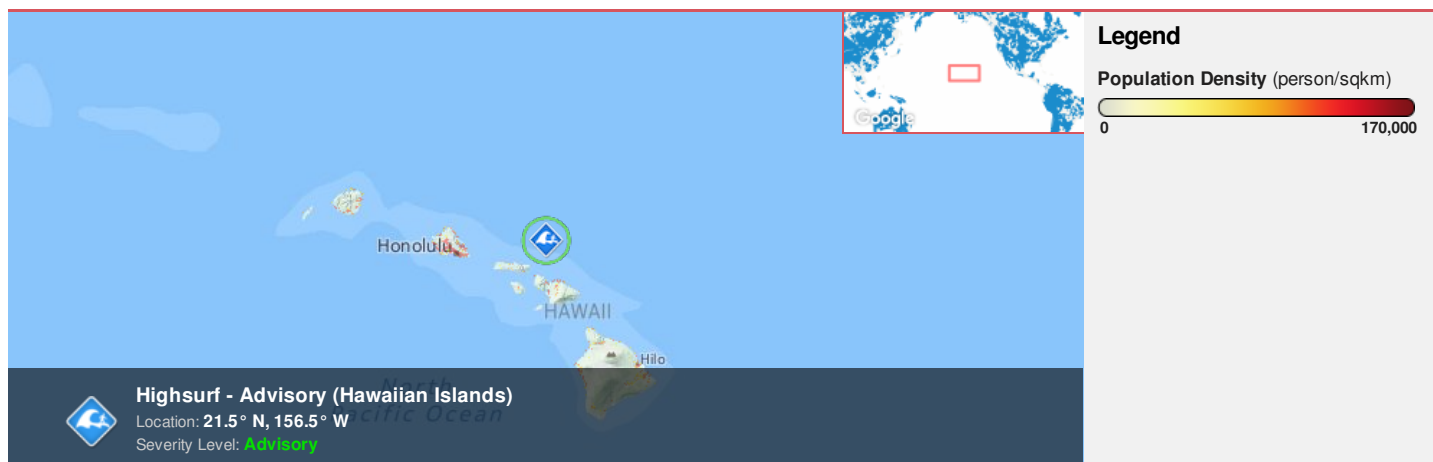 Google
Honolulu
HAWAII
Hilo
North
Pacific Ocean
Highsurf - Advisory (Hawaiian Islands)
Location: 21.5° N, 156.5° W
Severity Level: Advisory
Legend
Population Density (person/sqkm)
0 170,000